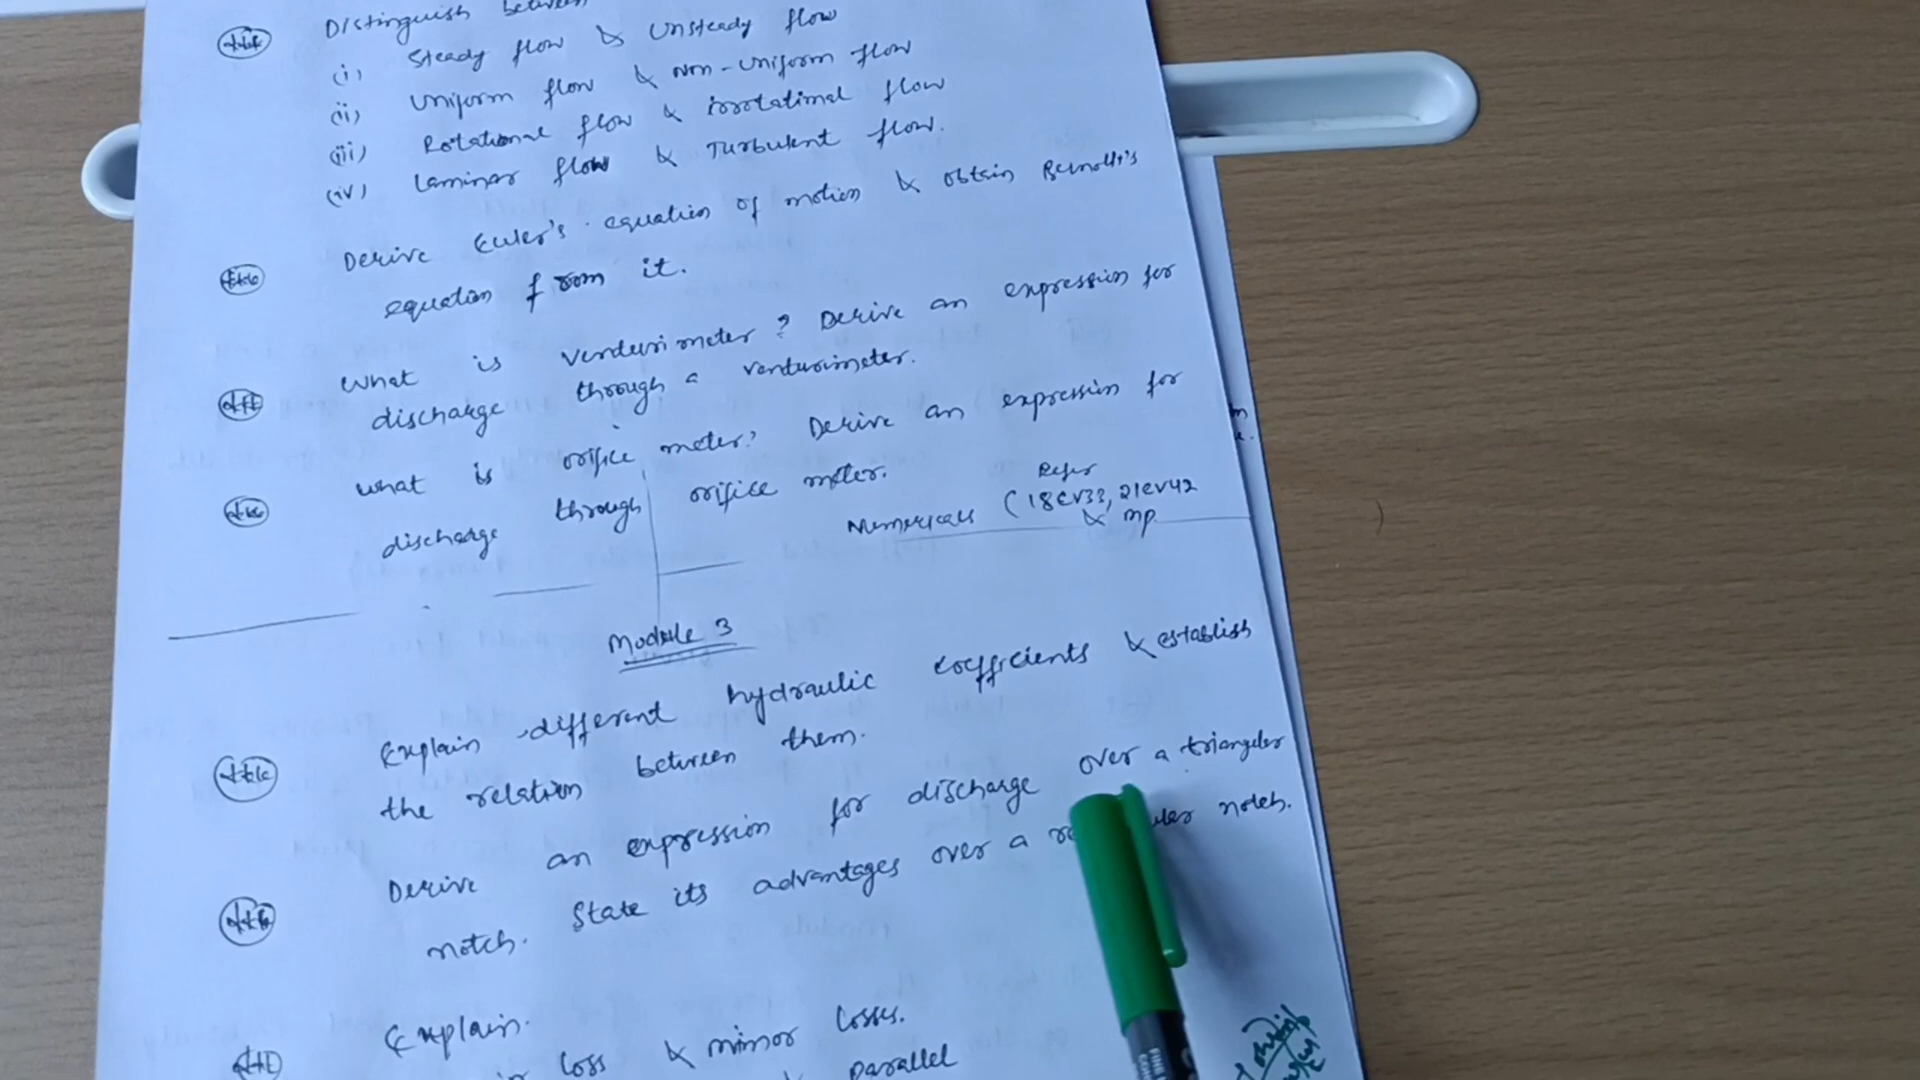 Distinguish between
(i) Steady flow & Unsteady flow
(ii) Uniform flow & Non-Uniform flow
(iii) Rotational flow & irrotational flow
(iv) Laminar flow & Turbulent flow.
Derive Euler's equation of motion & obtain Bernolli's
equation from it.
What is venturimeter? Derive an expression for
discharge through a venturimeter.
What is orifice meter? Derive an expression for
discharge through orifice meter.
Refer
Numericals (18CV33, 21CV42
& mp
Module 3
Explain different hydraulic coefficients & establish
the relation between them.
Derive an expression for discharge over a triangular
notch. State its advantages over a notch.
Explain.
loss & minor losses.
parallel